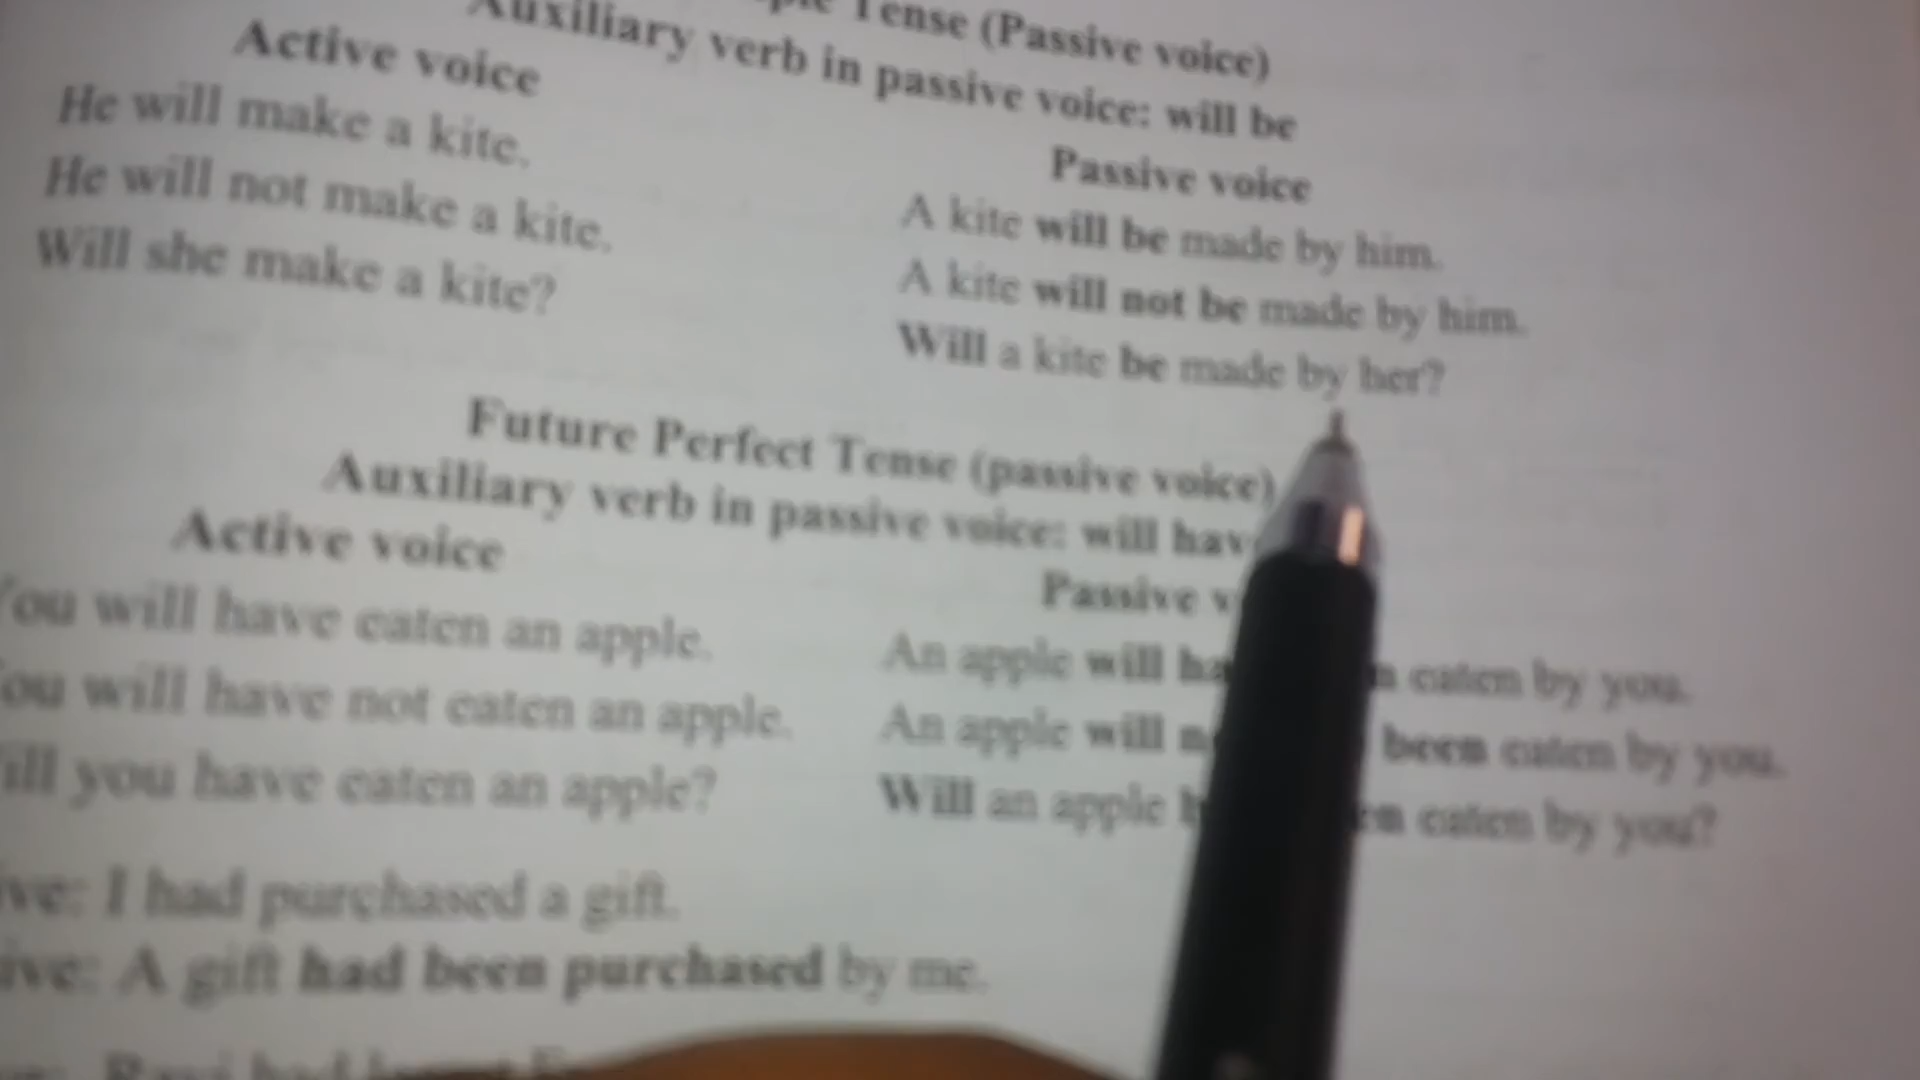 Tense (Passive voice)
Auxiliary verb in passive voice: will be
Active voice
Passive voice
He will make a kite.
A kite will be made by him.
He will not make a kite.
A kite will not be made by him.
Will she make a kite?
Will a kite be made by her?
Future Perfect Tense (passive voice)
Auxiliary verb in passive voice: will hav
Active voice
Passive v
ou will have eaten an apple.
An apple will ha n eaten by you.
ou will have not eaten an apple.
An apple will n been eaten by you.
ill you have eaten an apple?
Will an apple en eaten by you?
ive: I had purchased a gift.
ive: A gift had been purchased by me.